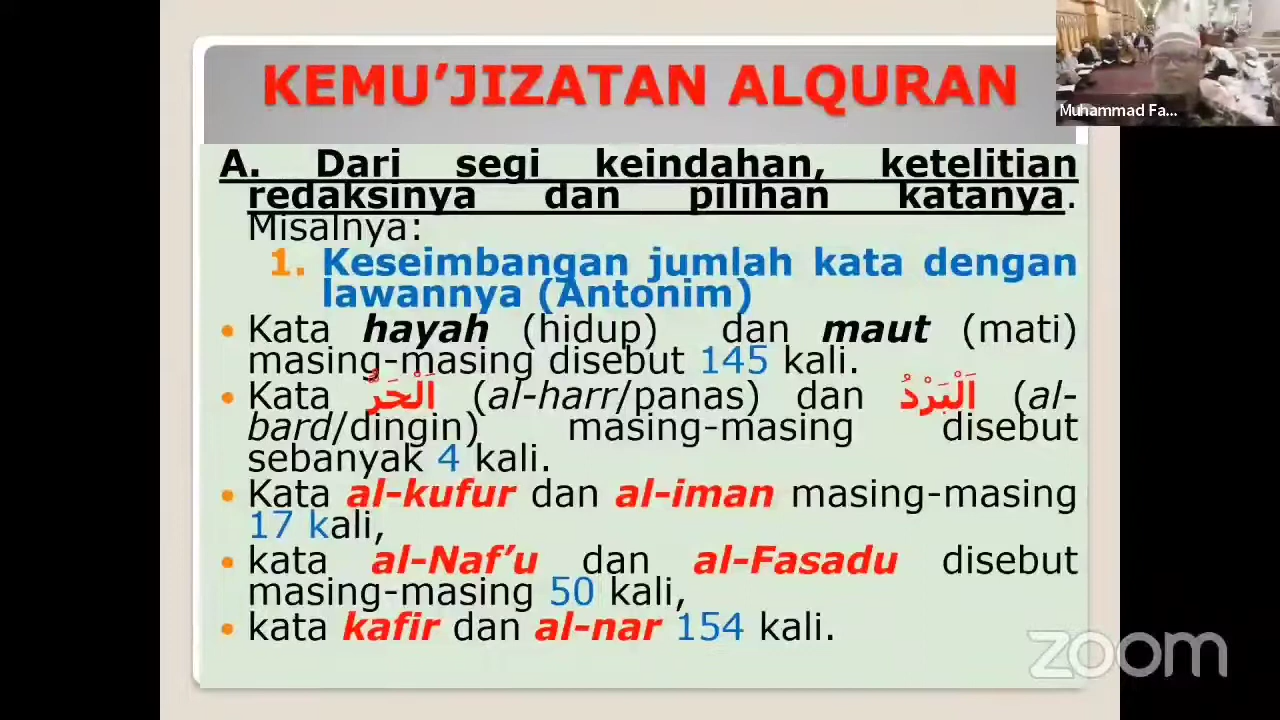 KEMU’JIZATAN ALQURAN
Muhammad Fa...
A. Dari segi keindahan, ketelitian
redaksinya dan pilihan katanya.
Misalnya:
1. Keseimbangan jumlah kata dengan
lawannya (Antonim)
• Kata hayah (hidup) dan maut (mati)
masing-masing disebut 145 kali.
• Kata اَلْحَرُّ (al-harr/panas) dan اَلْبَرْدُ (al-
bard/dingin) masing-masing disebut
sebanyak 4 kali.
• Kata al-kufur dan al-iman masing-masing
17 kali,
• kata al-Naf’u dan al-Fasadu disebut
masing-masing 50 kali,
• kata kafir dan al-nar 154 kali.
zoom